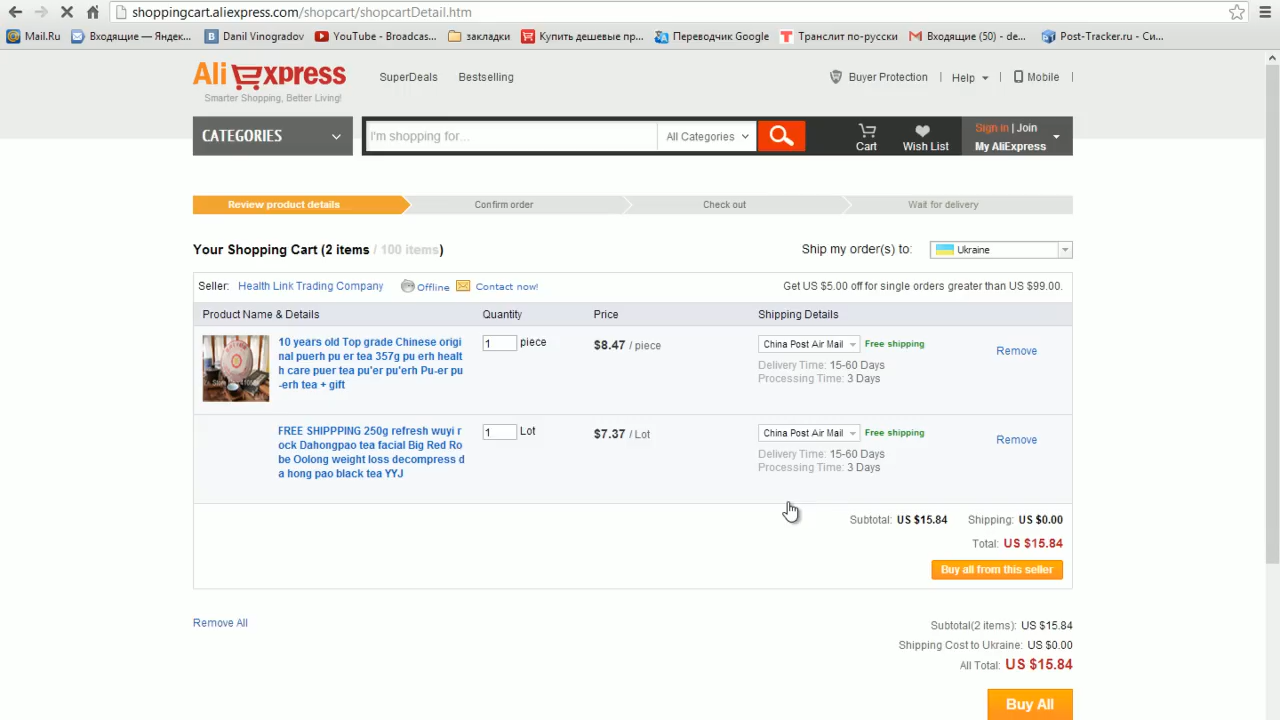 shoppingcart.aliexpress.com/shopcart/shopcartDetail.htm
Mail.Ru Входящие — Яндек... Danil Vinogradov YouTube - Broadcas... закладки Купить дешевые пр... Переводчик Google Транслит по-русски Входящие (50) - de... Post-Tracker.ru - Си...
AliExpress
Smarter Shopping, Better Living!
SuperDeals Bestselling Buyer Protection | Help | Mobile |
CATEGORIES I'm shopping for... All Categories Cart Wish List Sign in | Join
My AliExpress
Review product details Confirm order Check out Wait for delivery
Your Shopping Cart (2 items / 100 items) Ship my order(s) to: Ukraine
Seller: Health Link Trading Company Offline Contact now! Get US $5.00 off for single orders greater than US $99.00.
Product Name & Details Quantity Price Shipping Details
10 years old Top grade Chinese origi
nal puerh pu er tea 357g pu erh healt
h care puer tea pu'er pu'erh Pu-er pu
-erh tea + gift
1 piece $8.47 / piece China Post Air Mail Free shipping
Delivery Time: 15-60 Days
Processing Time: 3 Days
Remove
FREE SHIPPPING 250g refresh wuyi r
ock Dahongpao tea facial Big Red Ro
be Oolong weight loss decompress d
a hong pao black tea YYJ
1 Lot $7.37 / Lot China Post Air Mail Free shipping
Delivery Time: 15-60 Days
Processing Time: 3 Days
Remove
Subtotal: US $15.84 Shipping: US $0.00
Total: US $15.84
Buy all from this seller
Remove All
Subtotal(2 items): US $15.84
Shipping Cost to Ukraine: US $0.00
All Total: US $15.84
Buy All